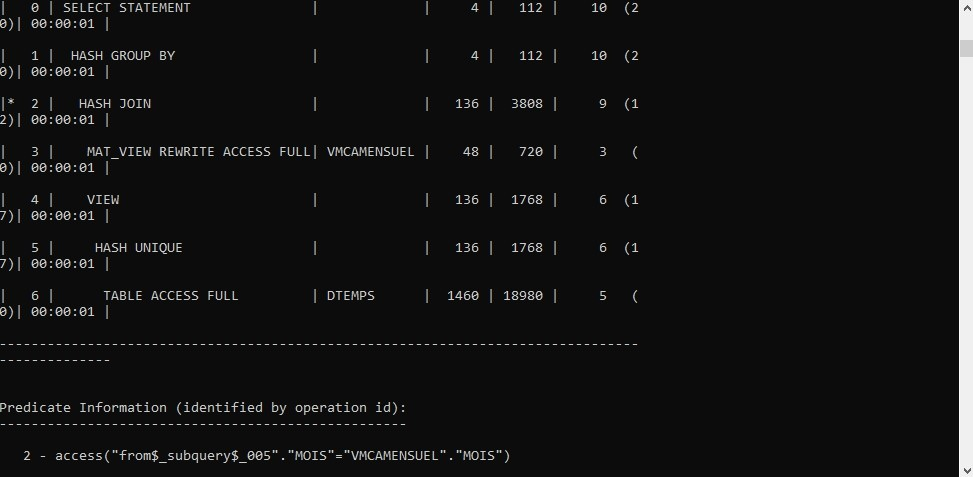 |   0 | SELECT STATEMENT               |             |     4 |   112 |    10  (2
0)| 00:00:01 |
|   1 |  HASH GROUP BY                 |             |     4 |   112 |    10  (2
0)| 00:00:01 |
|*  2 |   HASH JOIN                    |             |   136 |  3808 |     9  (1
2)| 00:00:01 |
|   3 |    MAT_VIEW REWRITE ACCESS FULL| VMCAMENSUEL |    48 |   720 |     3   (
0)| 00:00:01 |
|   4 |    VIEW                        |             |   136 |  1768 |     6  (1
7)| 00:00:01 |
|   5 |     HASH UNIQUE                |             |   136 |  1768 |     6  (1
7)| 00:00:01 |
|   6 |      TABLE ACCESS FULL         | DTEMPS      |  1460 | 18980 |     5   (
0)| 00:00:01 |
--------------------------------------------------------------------------------
--------------
Predicate Information (identified by operation id):
---------------------------------------------------
   2 - access("from$_subquery$_005"."MOIS"="VMCAMENSUEL"."MOIS")